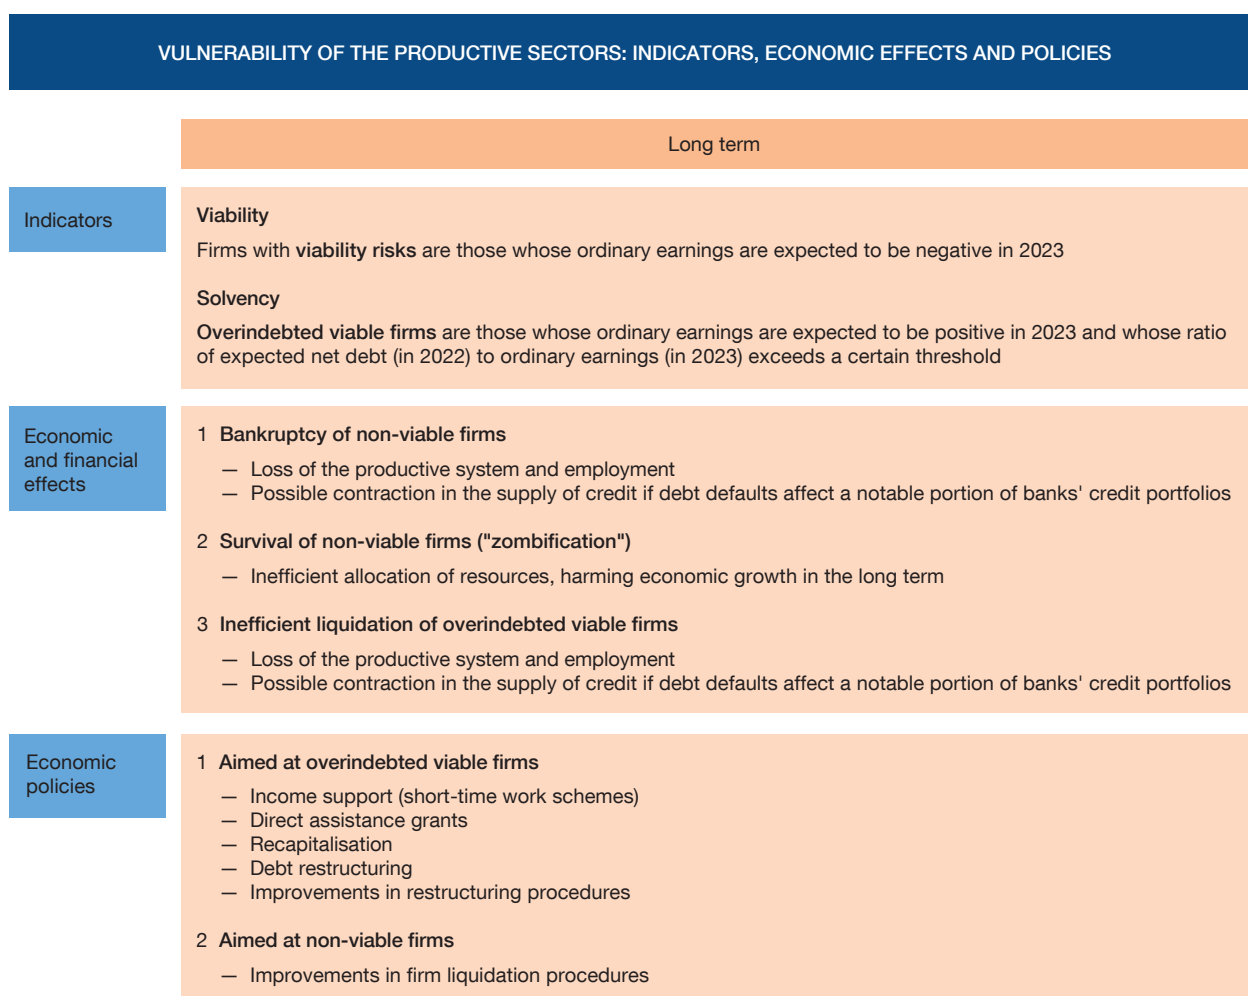 VULNERABILITY OF THE PRODUCTIVE SECTORS: INDICATORS, ECONOMIC EFFECTS AND POLICIES
Long term
Indicators
Viability
Firms with viability risks are those whose ordinary earnings are expected to be negative in 2023
Solvency
Overindebted viable firms are those whose ordinary earnings are expected to be positive in 2023 and whose ratio
of expected net debt (in 2022) to ordinary earnings (in 2023) exceeds a certain threshold
Economic
and financial
effects
1 Bankruptcy of non-viable firms
— Loss of the productive system and employment
— Possible contraction in the supply of credit if debt defaults affect a notable portion of banks' credit portfolios
2 Survival of non-viable firms ("zombification")
— Inefficient allocation of resources, harming economic growth in the long term
3 Inefficient liquidation of overindebted viable firms
— Loss of the productive system and employment
— Possible contraction in the supply of credit if debt defaults affect a notable portion of banks' credit portfolios
Economic
policies
1 Aimed at overindebted viable firms
— Income support (short-time work schemes)
— Direct assistance grants
— Recapitalisation
— Debt restructuring
— Improvements in restructuring procedures
2 Aimed at non-viable firms
— Improvements in firm liquidation procedures